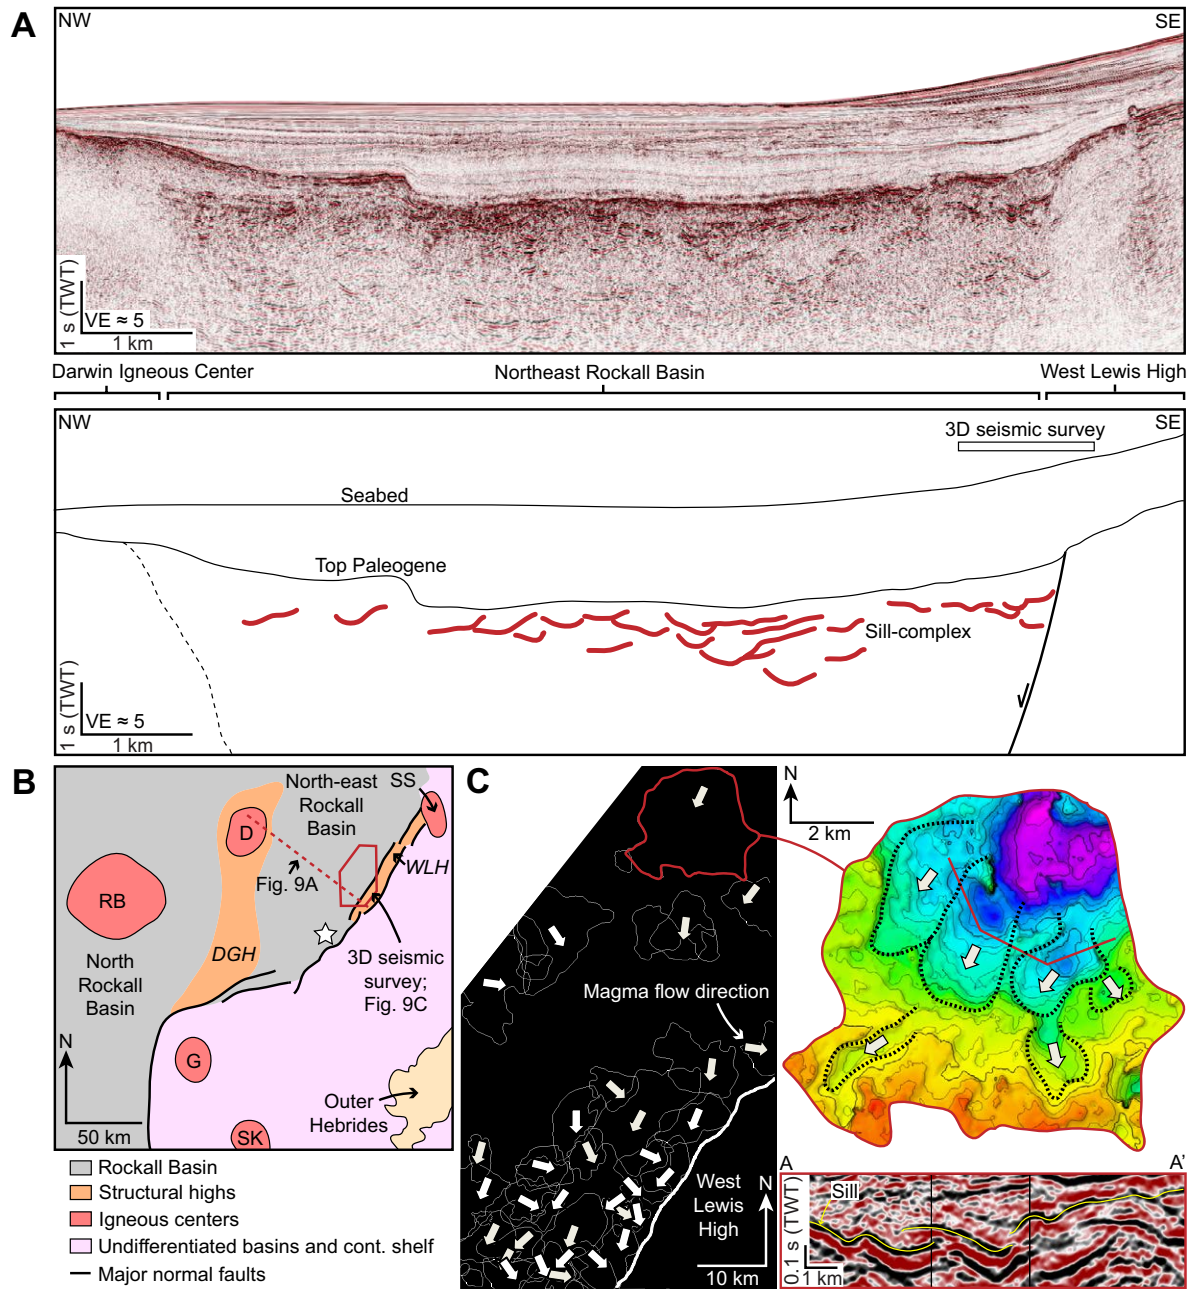 A
NW
SE
1 s (TWT)
VE ≈ 5
1 km
Darwin Igneous Center
Northeast Rockall Basin
West Lewis High
NW
SE
3D seismic survey
Seabed
Top Paleogene
Sill-complex
1 s (TWT)
VE ≈ 5
1 km
B
North-east
Rockall
Basin
SS
D
WLH
Fig. 9A
RB
DGH
North
Rockall
Basin
3D seismic
survey;
Fig. 9C
N
G
Outer
Hebrides
50 km
SK
Rockall Basin
Structural highs
Igneous centers
Undifferentiated basins and cont. shelf
Major normal faults
C
Magma flow direction
West
Lewis
High
N
10 km
N
2 km
A
A'
Sill
0.1 s (TWT)
1 km